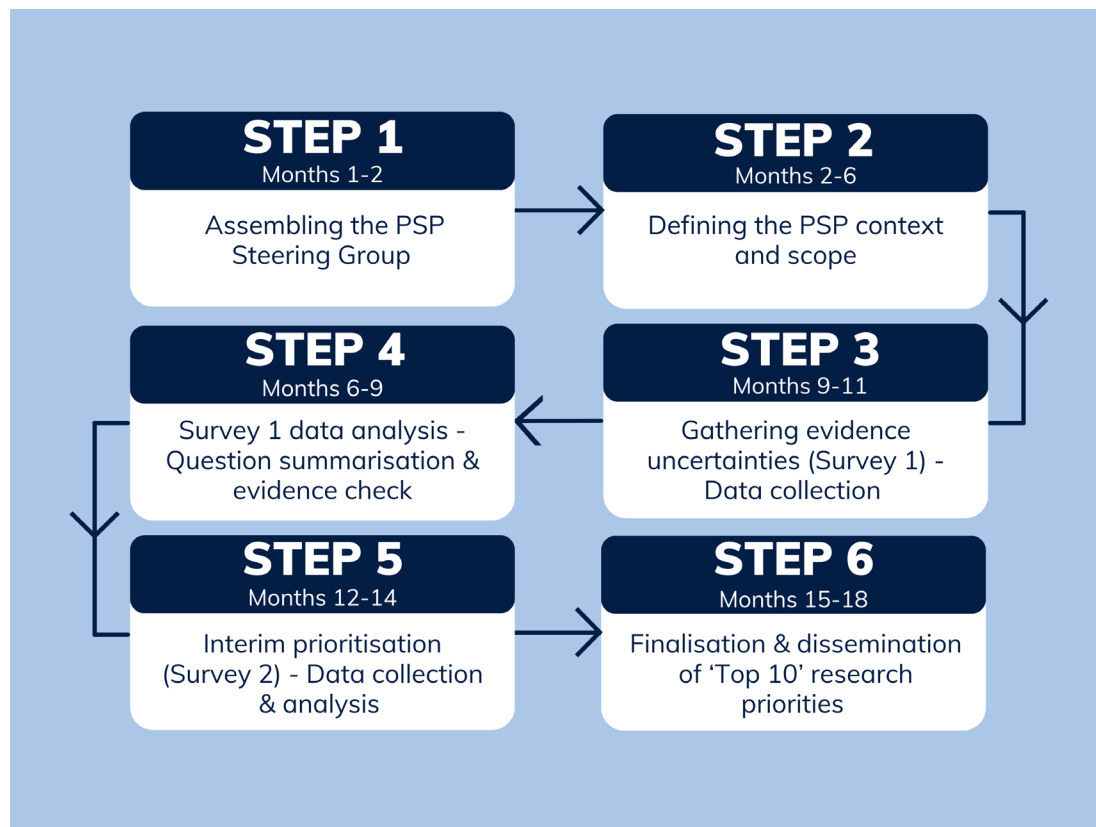 STEP 1
Months 1-2
Assembling the PSP
Steering Group
STEP 2
Months 2-6
Defining the PSP context
and scope
STEP 3
Months 9-11
Gathering evidence
uncertainties (Survey 1) -
Data collection
STEP 4
Months 6-9
Survey 1 data analysis -
Question summarisation &
evidence check
STEP 5
Months 12-14
Interim prioritisation
(Survey 2) - Data collection
& analysis
STEP 6
Months 15-18
Finalisation & dissemination
of ‘Top 10’ research
priorities